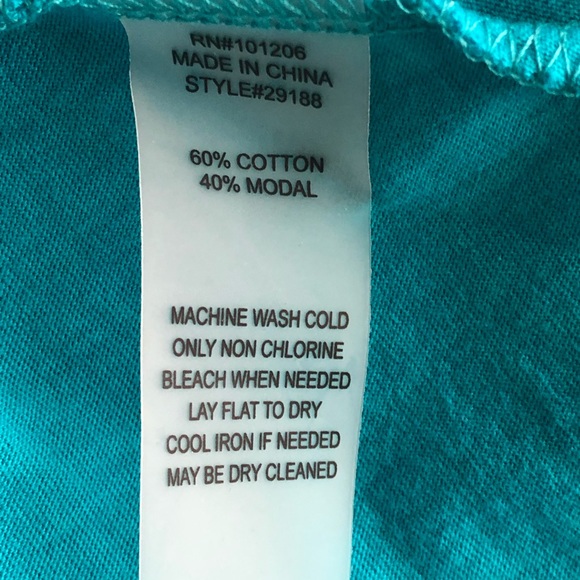 RN#101206
MADE IN CHINA
STYLE#29188
60% COTTON
40% MODAL
MACHINE WASH COLD
ONLY NON CHLORINE
BLEACH WHEN NEEDED
LAY FLAT TO DRY
COOL IRON IF NEEDED
MAY BE DRY CLEANED